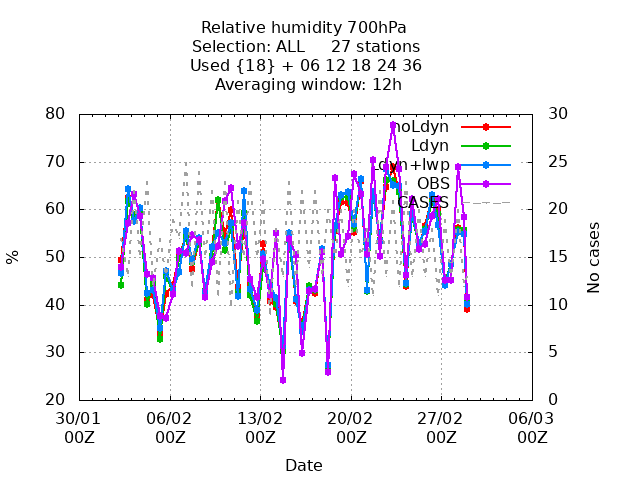 Relative humidity 700hPa
Selection: ALL 27 stations
Used {18} + 06 12 18 24 36
Averaging window: 12h
80
70
60
50
40
30
20
30
25
20
15
10
5
0
%
No cases
noLdyn
Ldyn
Ldyn+lwp
OBS
CASES
30/01 06/02 13/02 20/02 27/02 06/03
00Z 00Z 00Z 00Z 00Z 00Z
Date